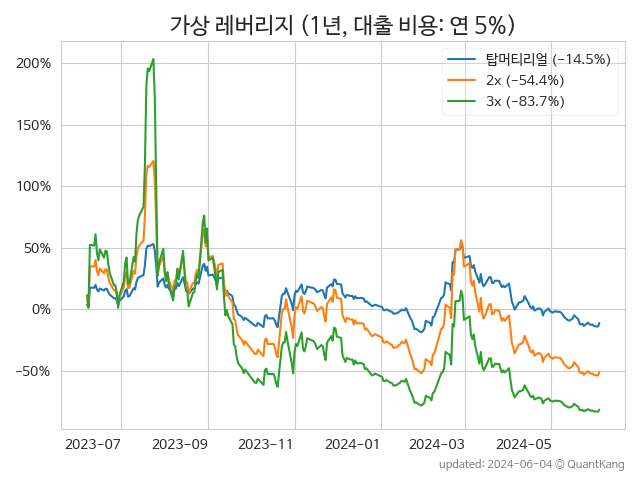 가상 레버리지 (1년, 대출 비용: 연 5%)
탑머티리얼 (−14.5%)
2x (−54.4%)
3x (−83.7%)
200%
150%
100%
50%
0%
−50%
2023-07
2023-09
2023-11
2024-01
2024-03
2024-05
updated: 2024-06-04 © QuantKang